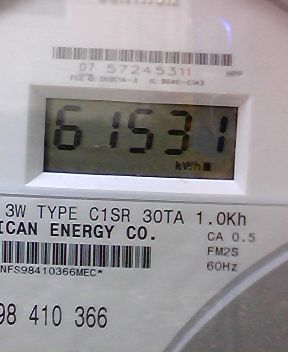 07 57245311 HPP
61531
kWh
3W TYPE C1SR 30TA 1.0Kh
ICAN ENERGY CO.
CA 0.5
FM2S
60Hz
NFS98410366MEC*
98 410 366